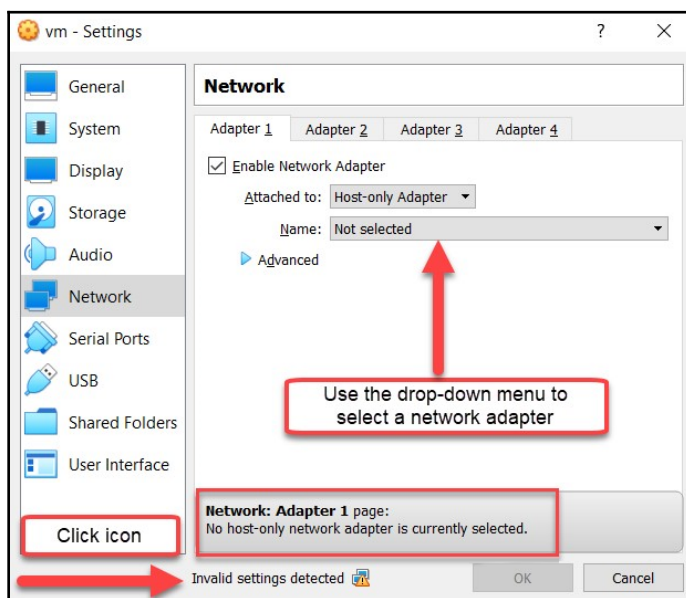 vm - Settings
?
General
System
Display
Storage
Audio
Network
Serial Ports
USB
Shared Folders
User Interface
Network
Adapter 1
Adapter 2
Adapter 3
Adapter 4
Enable Network Adapter
Attached to: Host-only Adapter
Name: Not selected
Advanced
Use the drop-down menu to
select a network adapter
Network: Adapter 1 page:
No host-only network adapter is currently selected.
Click icon
Invalid settings detected
OK
Cancel